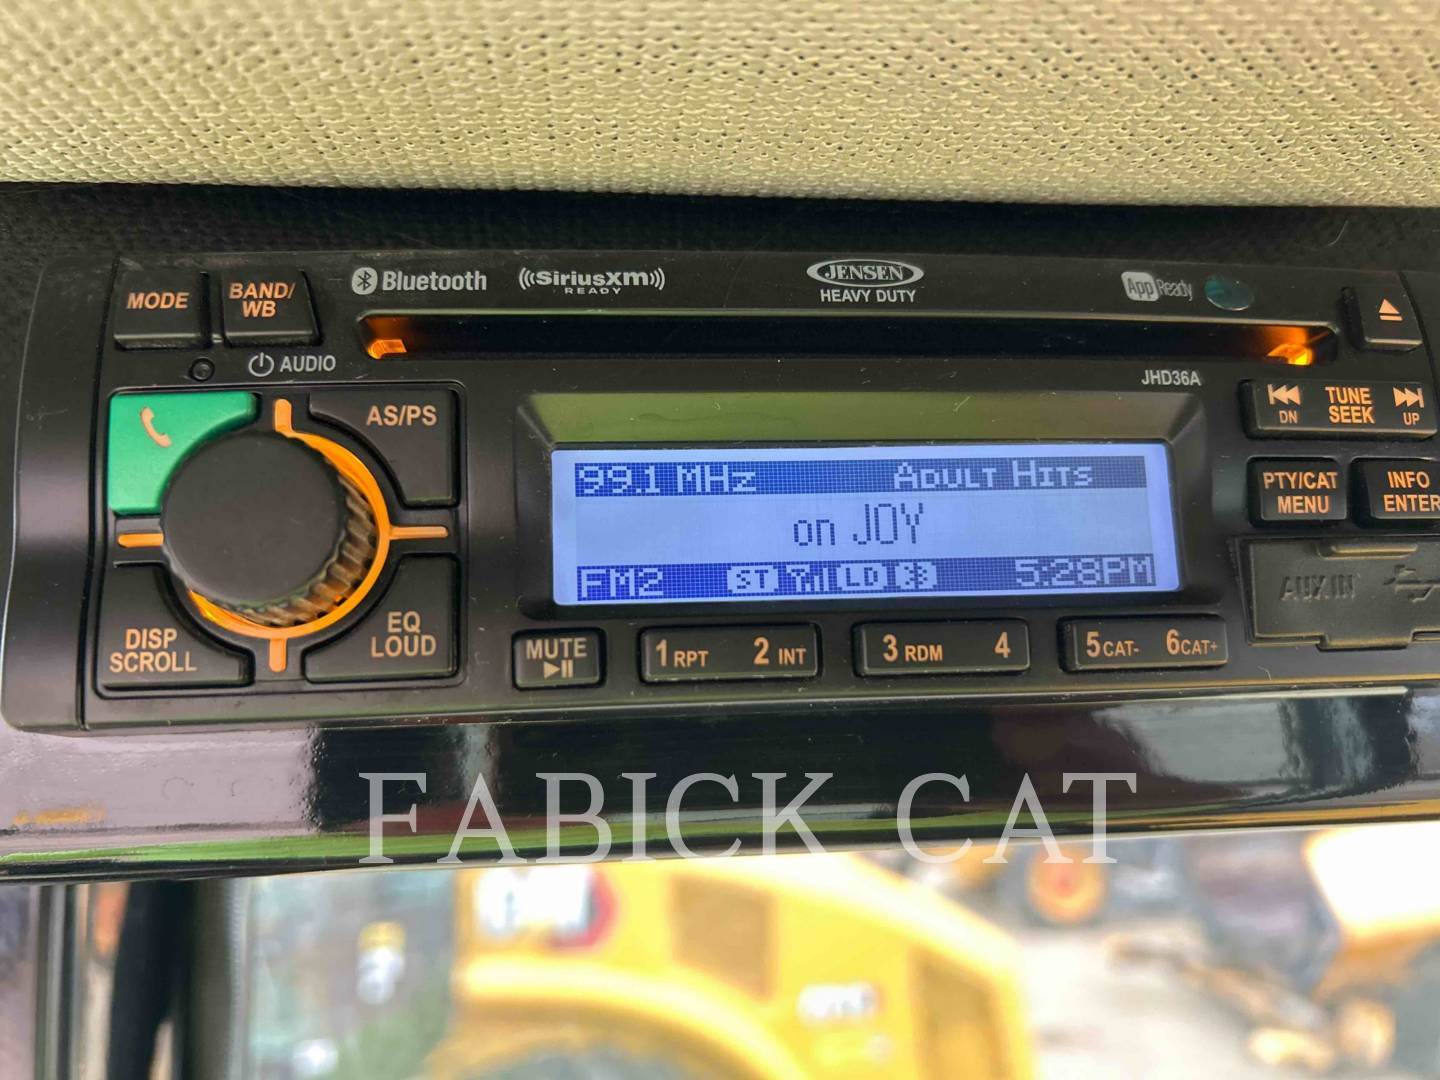 MODE
BAND/
WB
Bluetooth
((SiriusXM))
READY
JENSEN
HEAVY DUTY
App Ready
AUDIO
JHD36A
AS/PS
DN
TUNE
SEEK
UP
99.1 MHz Adult Hits
on JOY
FM2 ST LD 5:28PM
PTY/CAT
MENU
INFO
ENTER
AUX IN
DISP
SCROLL
EQ
LOUD
MUTE
1 RPT 2 INT
3 RDM 4
5 CAT- 6 CAT+
FABICK CAT